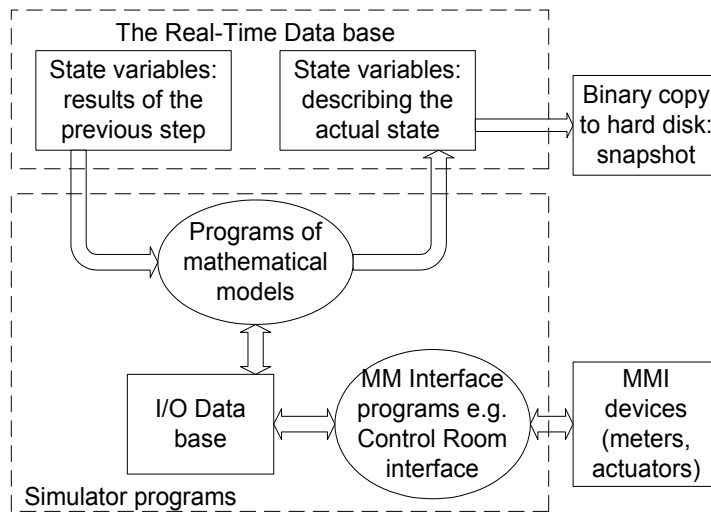 The Real-Time Data base
State variables:
results of the
previous step
State variables:
describing the
actual state
Binary copy
to hard disk:
snapshot
Programs of
mathematical
models
I/O Data
base
MM Interface
programs e.g.
Control Room
interface
MMI
devices
(meters,
actuators)
Simulator programs